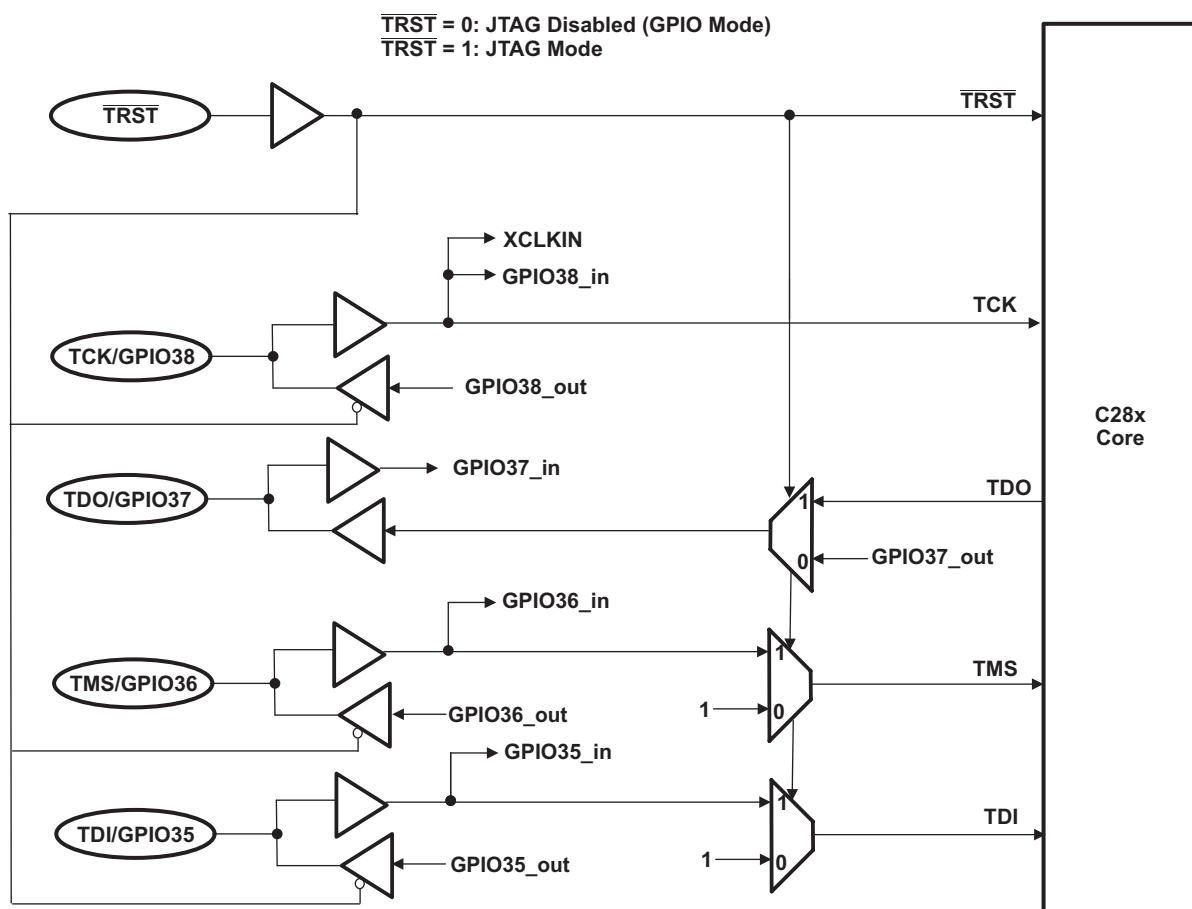 TRST = 0: JTAG Disabled (GPIO Mode)
TRST = 1: JTAG Mode
TRST
TRST
XCLKIN
GPIO38_in
TCK
TCK/GPIO38
GPIO38_out
C28x
Core
GPIO37_in
TDO/GPIO37
1
TDO
0
GPIO37_out
GPIO36_in
1
TMS/GPIO36
TMS
GPIO36_out
1
0
GPIO35_in
1
TDI/GPIO35
TDI
GPIO35_out
1
0